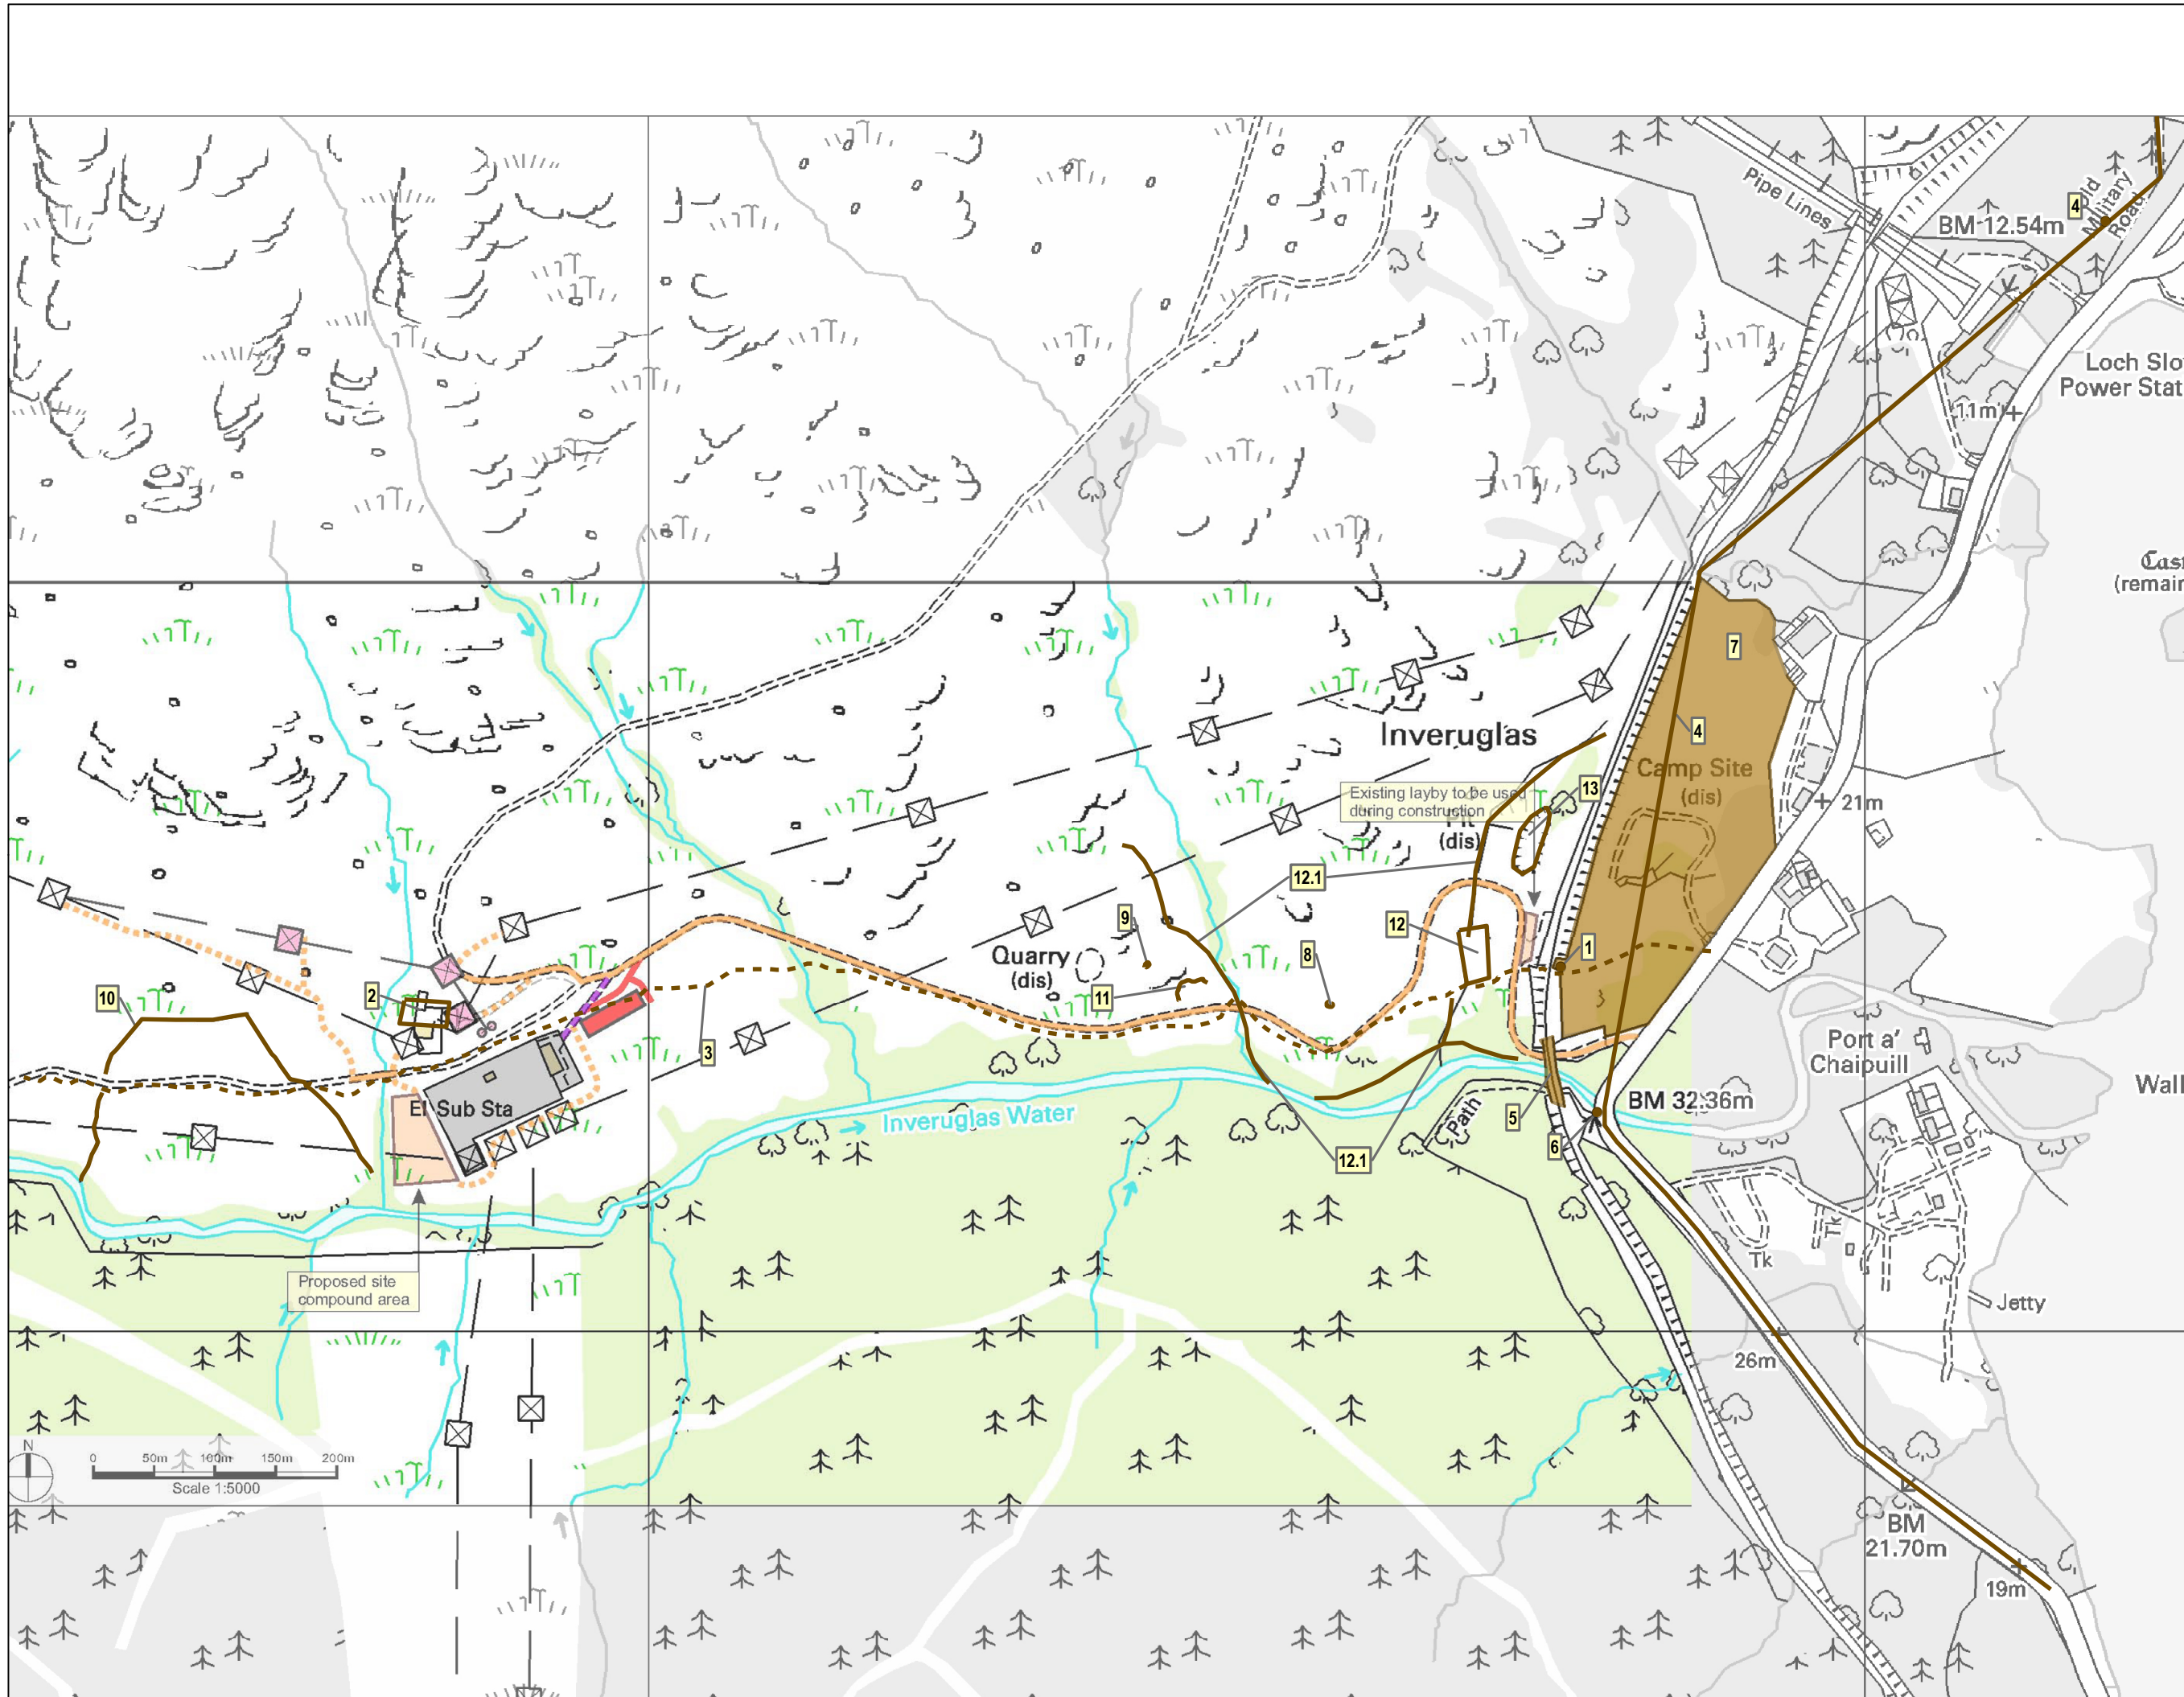 Pipe Lines
4
Old
Military
Road
BM 12.54m
Loch Slo
Power Stat
11m
Cast
(remain
7
Inveruglas
4
13
Existing layby to be used
during construction
Camp Site
(dis)
21m
Pit
(dis)
12.1
9
12
8
1
Quarry
(dis)
11
10
2
3
El Sub Sta
Port a'
Chaipuill
Wall
BM 32.36m
Inveruglas Water
Path
5
6
12.1
Tk
Tk
Jetty
Proposed site
compound area
26m
N
0 50m 100m 150m 200m
Scale 1:5000
BM
21.70m
19m